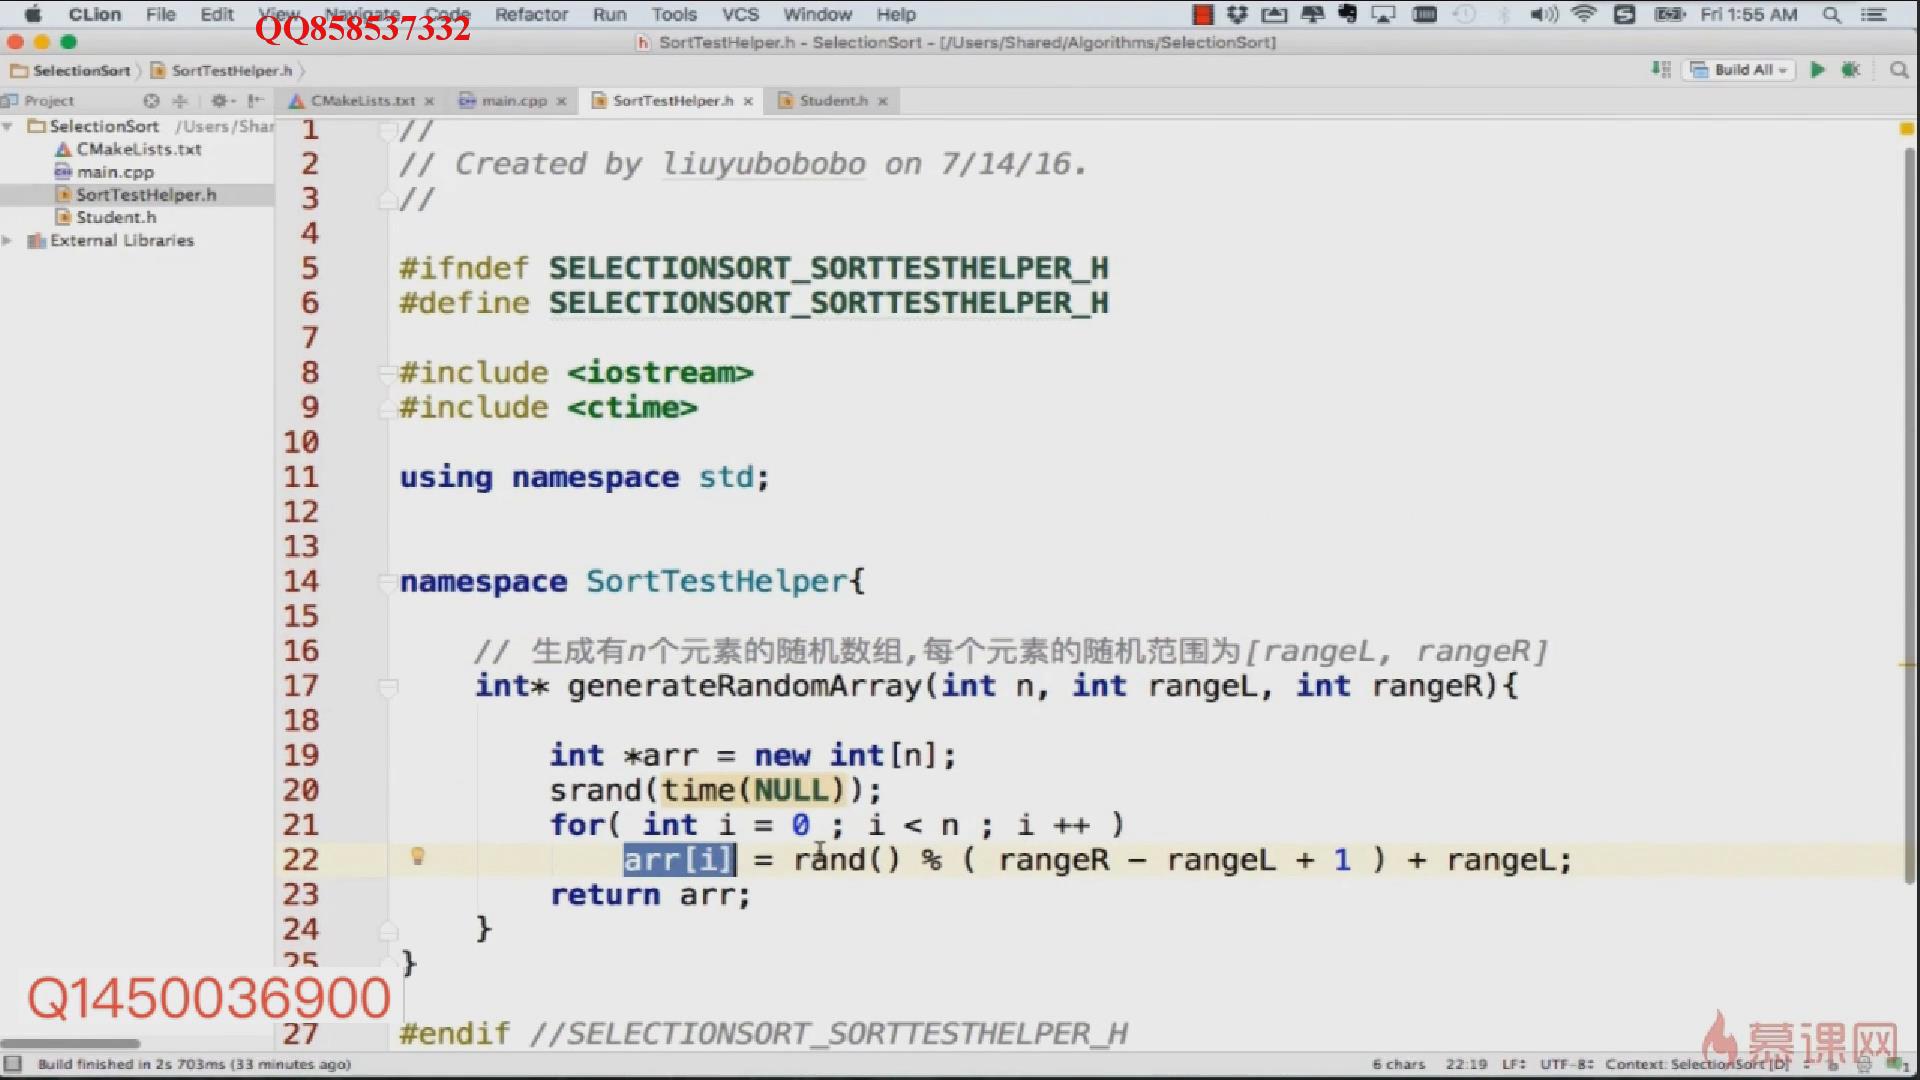 CLion File Edit View Navigate Code Refactor Run Tools VCS Window Help Fri 1:55 AM
QQ858537332
SortTestHelper.h - SelectionSort - [/Users/Shared/Algorithms/SelectionSort]
SelectionSort SortTestHelper.h Build All
Project CMakeLists.txt main.cpp SortTestHelper.h Student.h
SelectionSort /Users/Shar
CMakeLists.txt
main.cpp
SortTestHelper.h
Student.h
External Libraries
1 //
2 // Created by liuyubobobo on 7/14/16.
3 //
4
5 #ifndef SELECTIONSORT_SORTTESTHELPER_H
6 #define SELECTIONSORT_SORTTESTHELPER_H
7
8 #include <iostream>
9 #include <ctime>
10
11 using namespace std;
12
13
14 namespace SortTestHelper{
15
16 // 生成有n个元素的随机数组,每个元素的随机范围为[rangeL, rangeR]
17 int* generateRandomArray(int n, int rangeL, int rangeR){
18
19 int *arr = new int[n];
20 srand(time(NULL));
21 for( int i = 0 ; i < n ; i ++ )
22 arr[i] = rand() % ( rangeR - rangeL + 1 ) + rangeL;
23 return arr;
24 }
25 }
Q1450036900
27 #endif //SELECTIONSORT_SORTTESTHELPER_H
慕课网
Build finished in 2s 703ms (33 minutes ago) 6 chars 22:19 LF UTF-8 Context: SelectionSort [D]